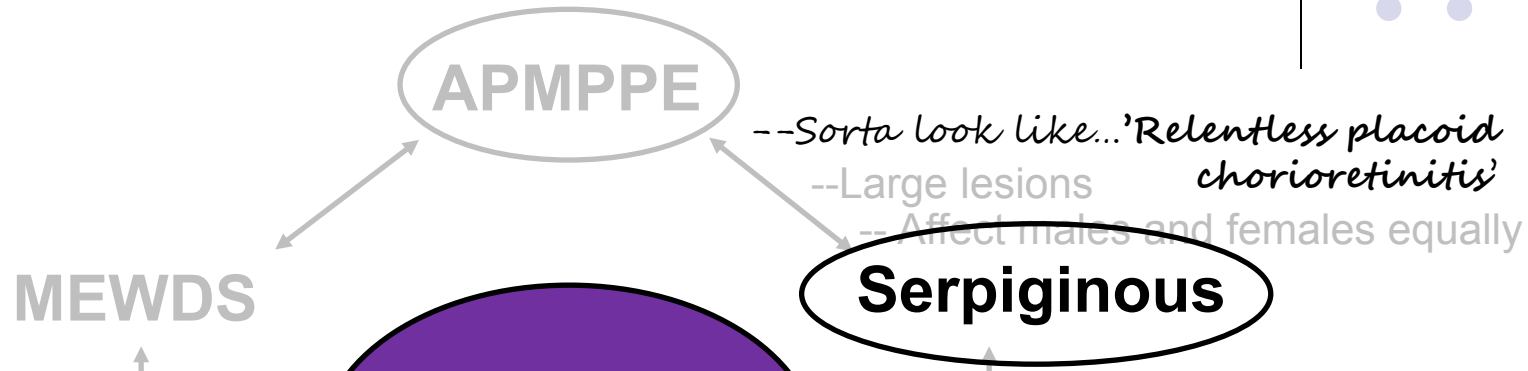 APMPPE
--Sorta look like...'Relentless placoid
chorioretinitis'
--Large lesions
-- Affect males and females equally
MEWDS
Serpiginous